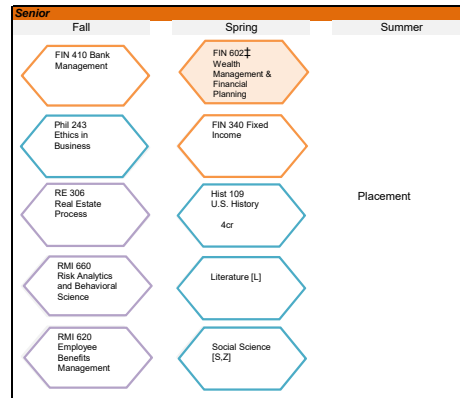 Senior
Fall
Spring
Summer
FIN 410 Bank
Management
FIN 602‡
Wealth
Management &
Financial
Planning
Phil 243
Ethics in
Business
FIN 340 Fixed
Income
RE 306
Real Estate
Process
Hist 109
U.S. History
4cr
Placement
RMI 660
Risk Analytics
and Behavioral
Science
Literature [L]
RMI 620
Employee
Benefits
Management
Social Science
[S,Z]